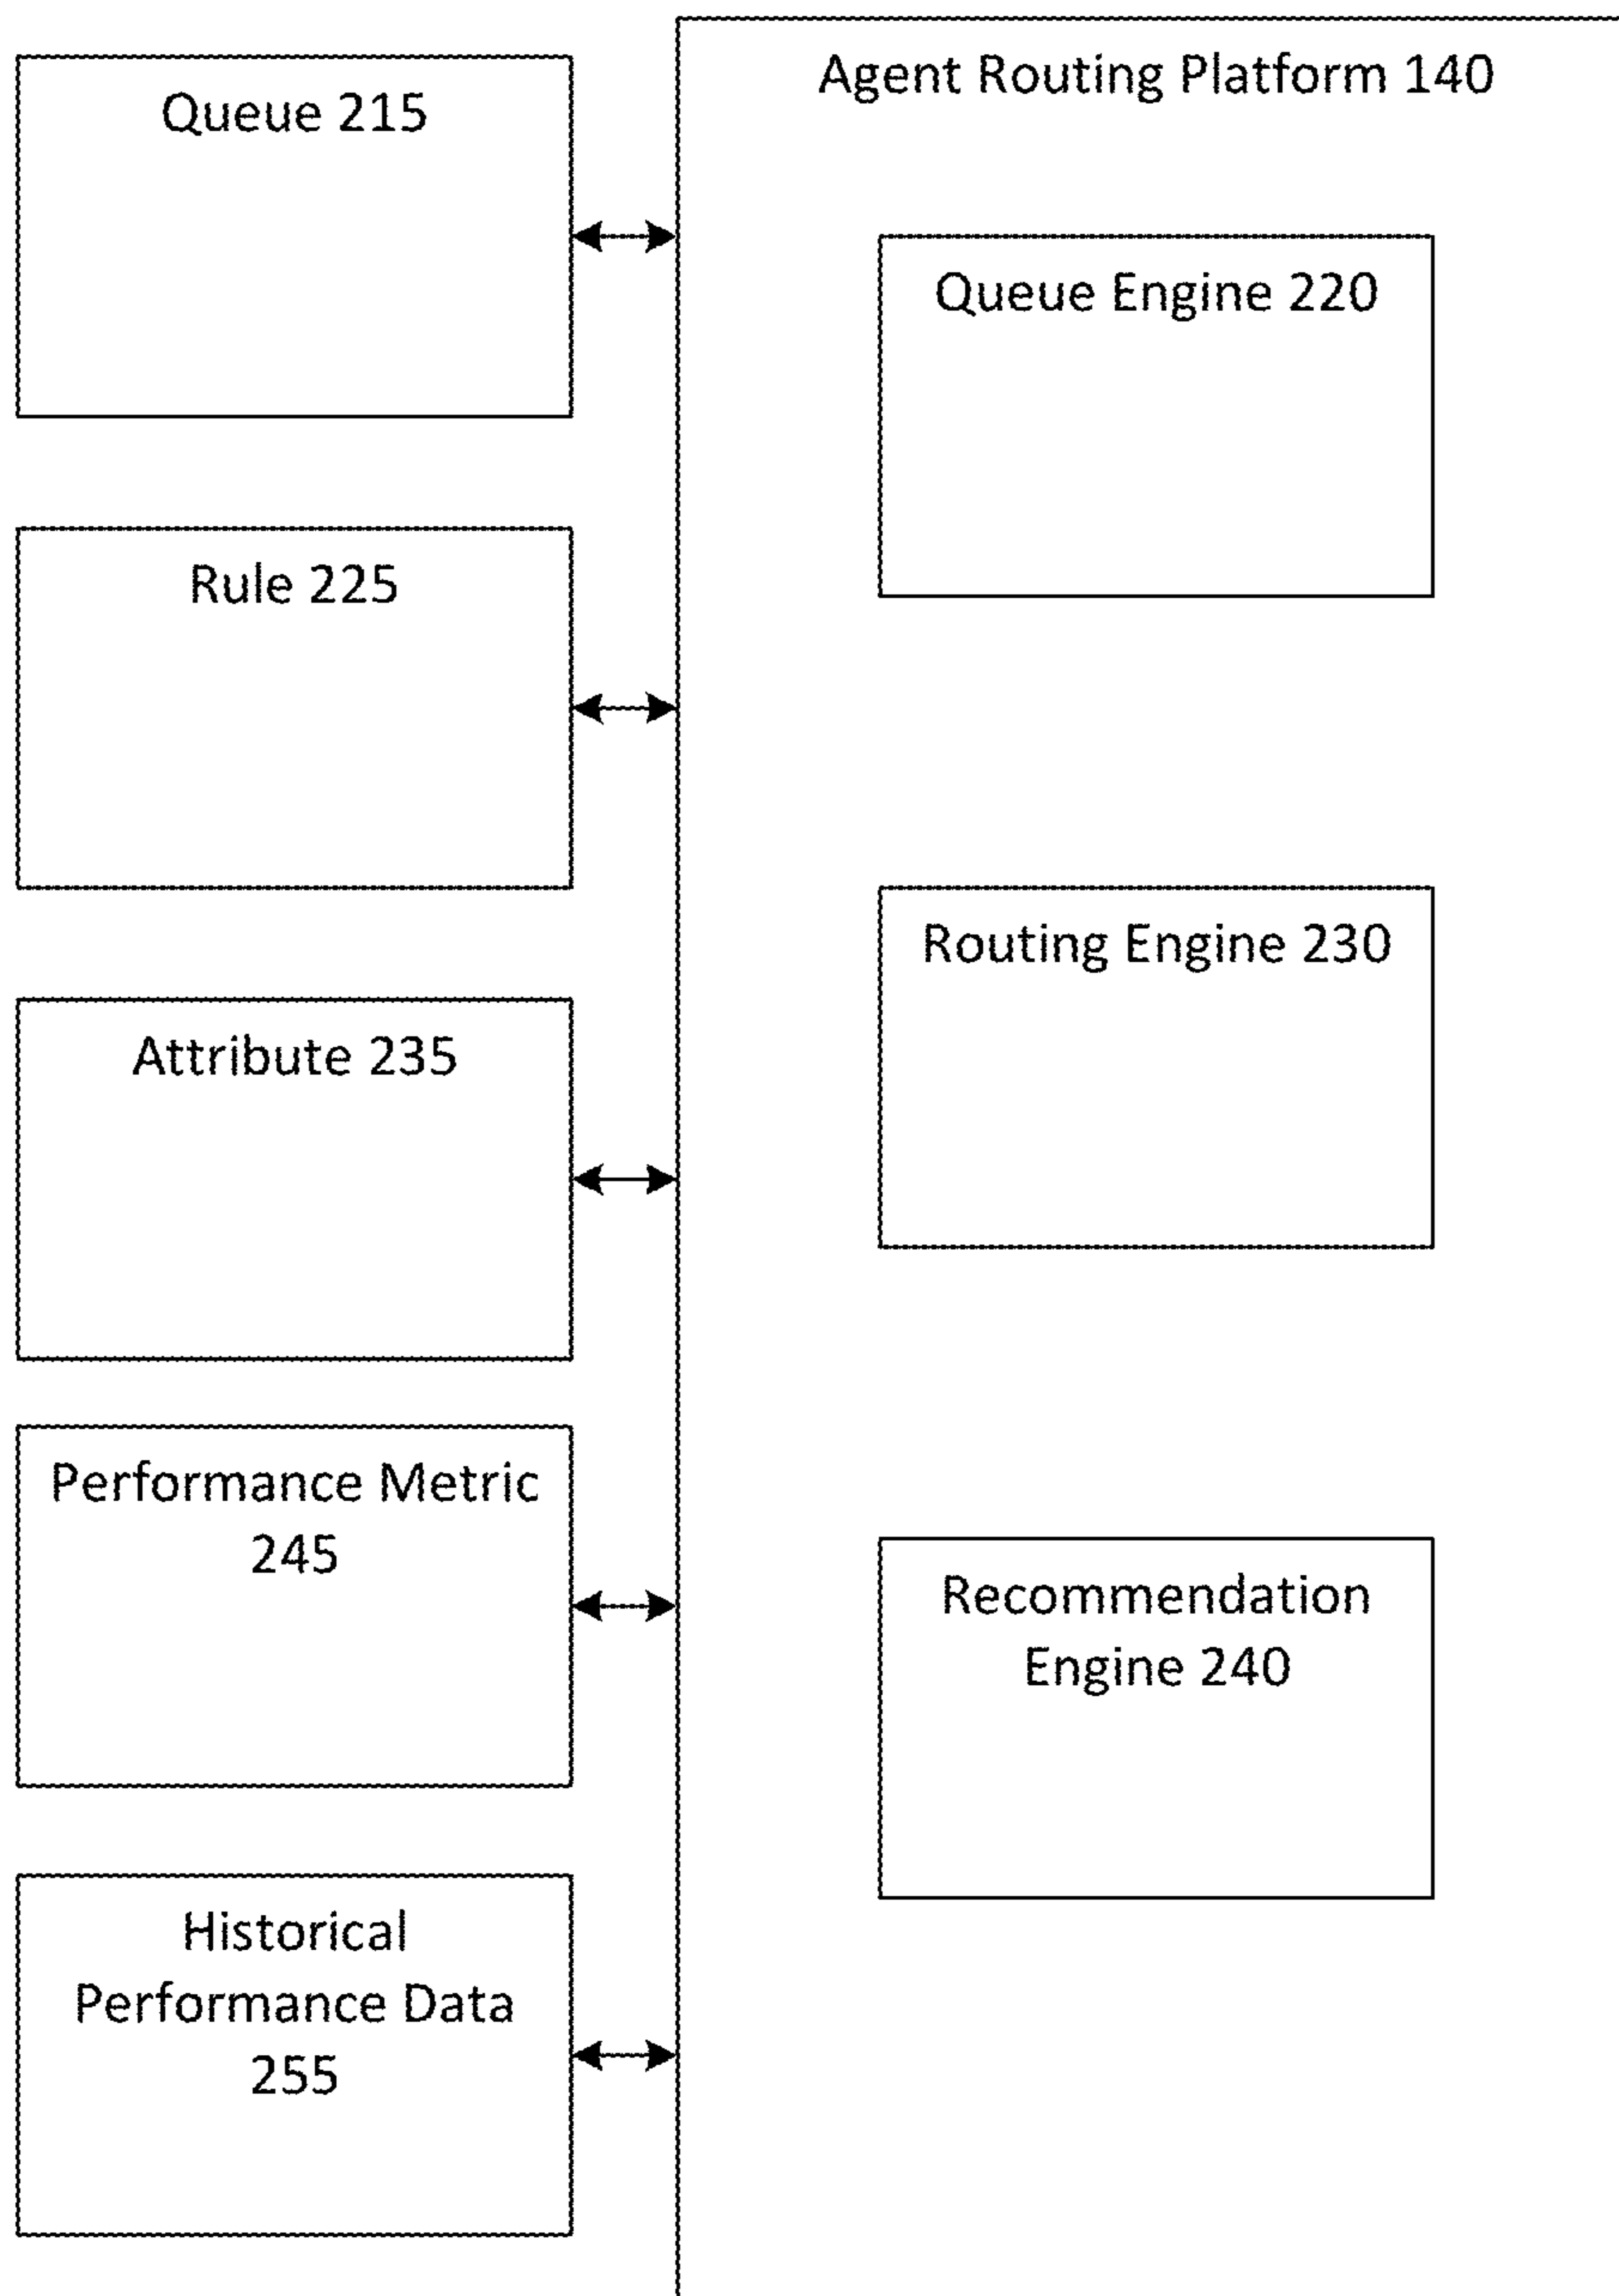 Queue 215
Rule 225
Attribute 235
Performance Metric
245
Historical
Performance Data
255
Agent Routing Platform 140
Queue Engine 220
Routing Engine 230
Recommendation
Engine 240